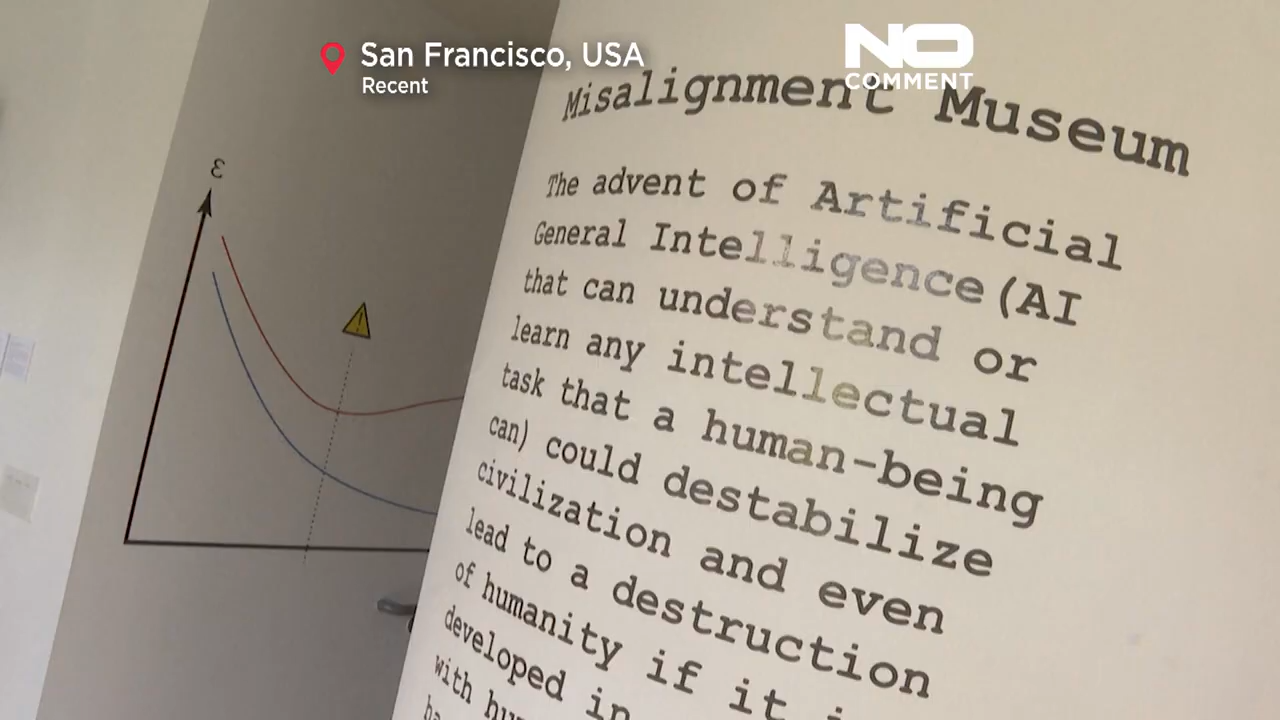 San Francisco, USA
Recent
NO
COMMENT
Misalignment Museum
The advent of Artificial
General Intelligence (AI
that can understand or
learn any intellectual
task that a human-being
can) could destabilize
civilization and even
lead to a destruction
of humanity if it
developed in
with
ε